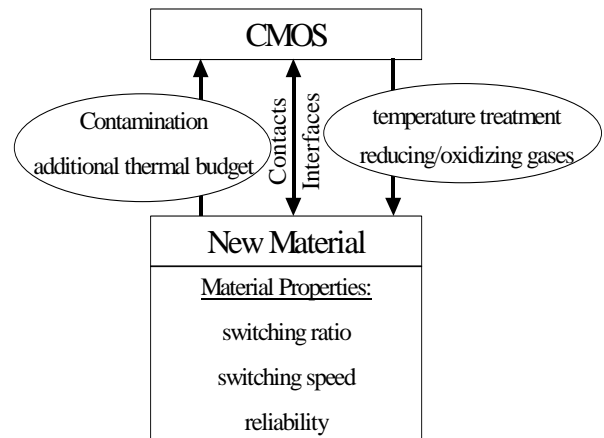 CMOS
Contamination
additional thermal budget
Contacts
Interfaces
temperature treatment
reducing/oxidizing gases
New Material
Material Properties:
switching ratio
switching speed
reliability